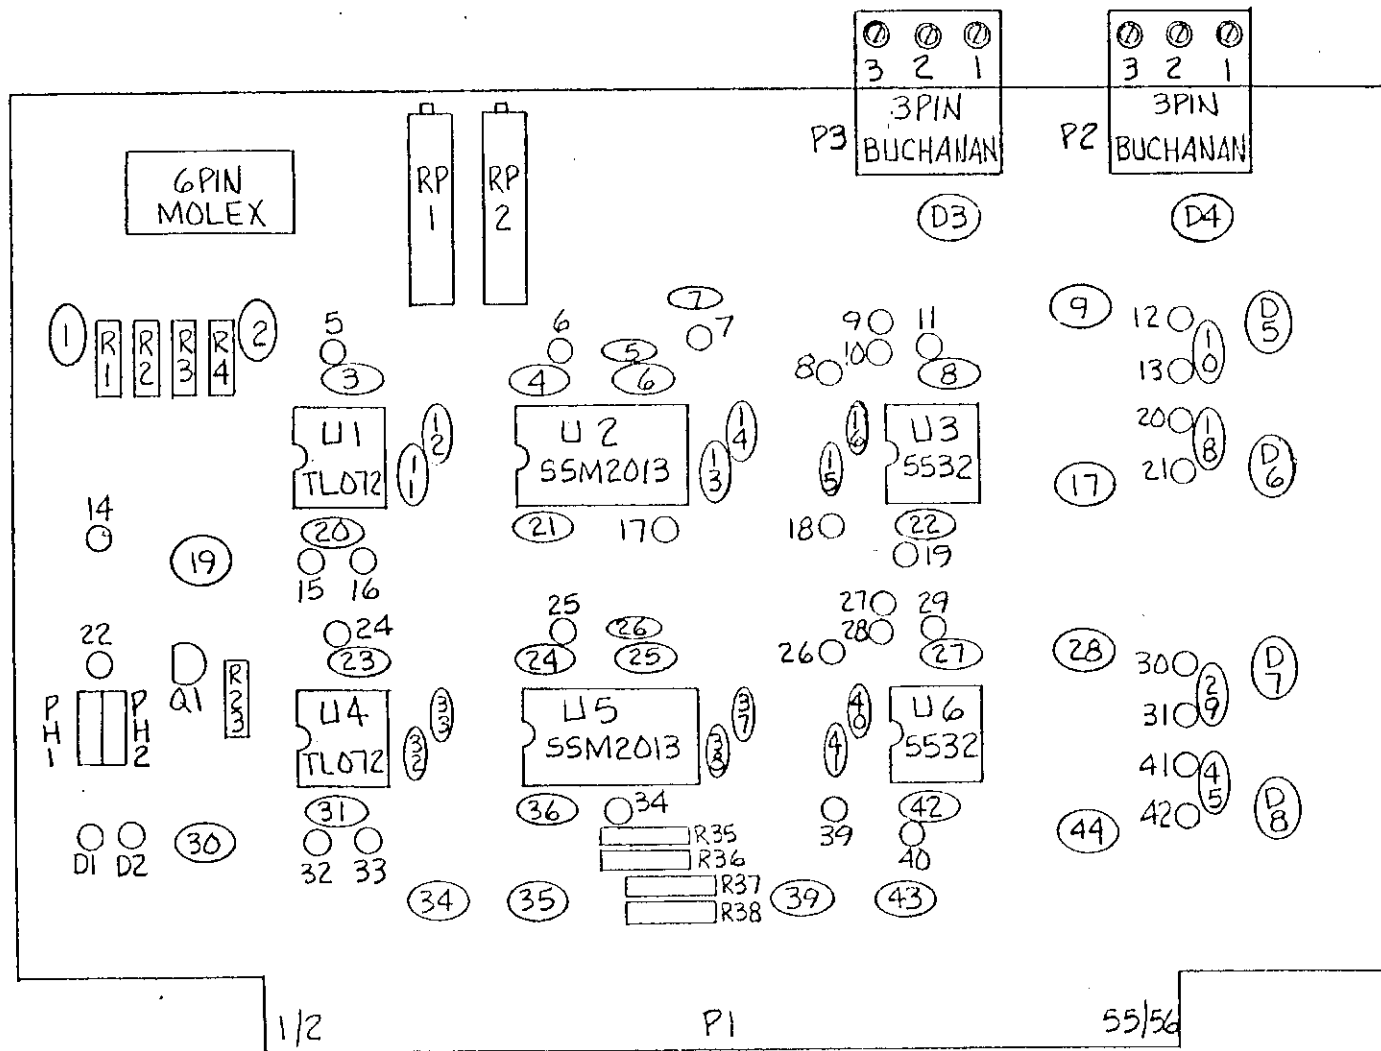 3 2 1
3PIN
BUCHANAN
P3
3 2 1
3PIN
BUCHANAN
P2
6PIN
MOLEX
RP
1
RP
2
D3
D4
1
R
1
R
2
R
3
R
4
2
5
3
6
4
5
6
7
7
8
9
10
11
8
9
12
13
10
D
5
U1
TL072
12
11
U2
SSM2013
14
13
16
15
U3
5532
20
21
18
17
D
6
14
19
20
15 16
21
17
18
22
19
22
Q1
R
2
3
24
23
25
24
26
25
26
27
28
29
27
28
30
31
29
D
7
P
H
1
P
H
2
U4
TL072
33
32
U5
SSM2013
37
38
40
41
U6
5532
41
42
45
44
D
8
D1 D2
30
31
32 33
36
34
R35
R36
R37
R38
34
35
39
39
42
40
43
1/2
P1
55/56